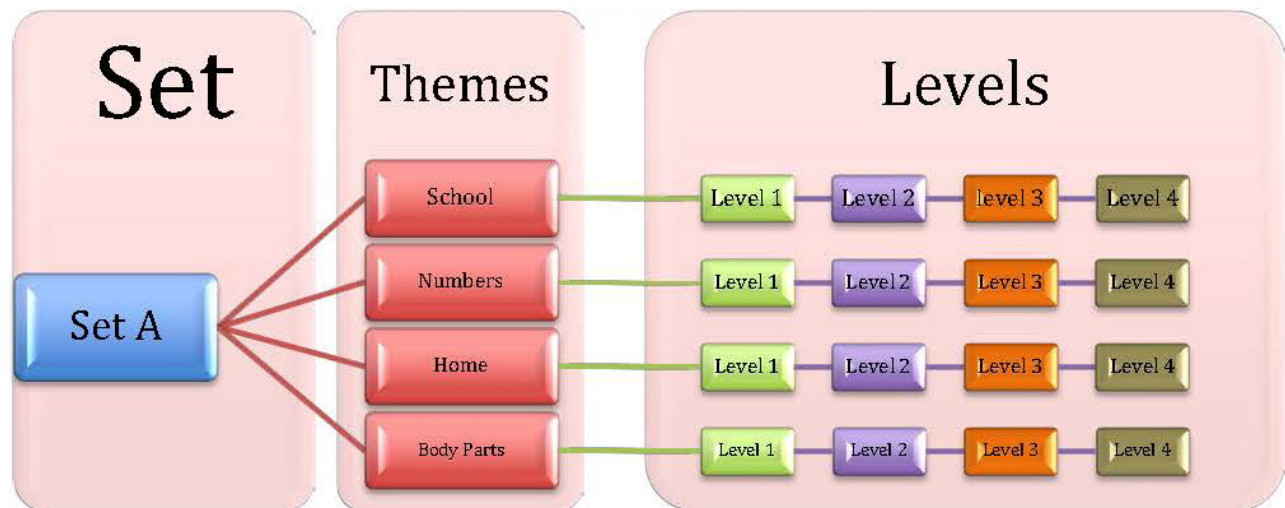 Set
Themes
Levels
Set A
School
Level 1
Level 2
level 3
Level 4
Numbers
Level 1
Level 2
Level 3
Level 4
Home
Level 1
Level 2
Level 3
Level 4
Body Parts
Level 1
Level 2
Level 3
Level 4